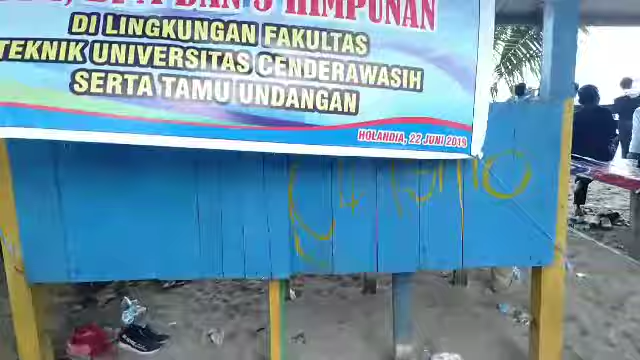 DAN 5 HIMPUNAN
DI LINGKUNGAN FAKULTAS
TEKNIK UNIVERSITAS CENDERAWASIH
SERTA TAMU UNDANGAN
HOLANDIA, 22 JUNI 2019